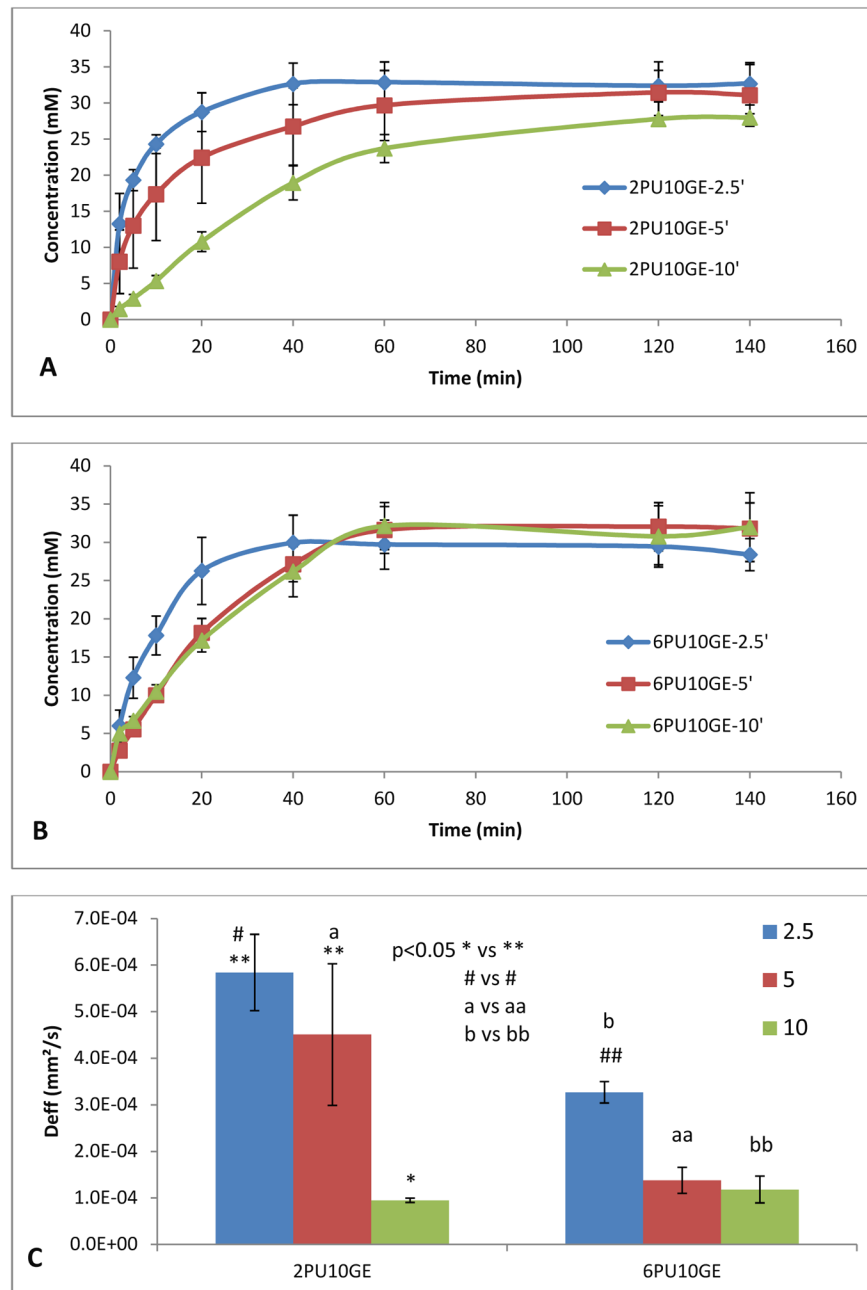 40
35
30
25
20
15
10
5
0
Concentration (mM)
2PU10GE-2.5'
2PU10GE-5'
2PU10GE-10'
0 20 40 60 80 100 120 140 160
A
Time (min)
40
35
30
25
20
15
10
5
0
Concentration (mM)
6PU10GE-2.5'
6PU10GE-5'
6PU10GE-10'
0 20 40 60 80 100 120 140 160
B
Time (min)
7.0E-04
6.0E-04
5.0E-04
4.0E-04
3.0E-04
2.0E-04
1.0E-04
0.0E+00
Deff (mm²/s)
#
**
a
**
*
p<0.05 * vs **
# vs #
a vs aa
b vs bb
b
##
aa
bb
2.5
5
10
C
2PU10GE 6PU10GE